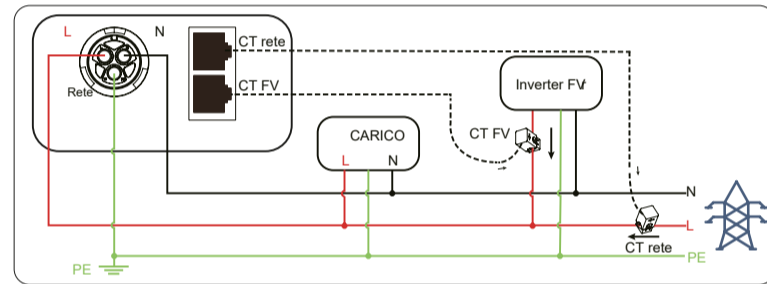 L
N
CT rete
Rete
CT FV
Inverter FV
CARICO
CT FV
L
N
N
L
CT rete
PE
PE